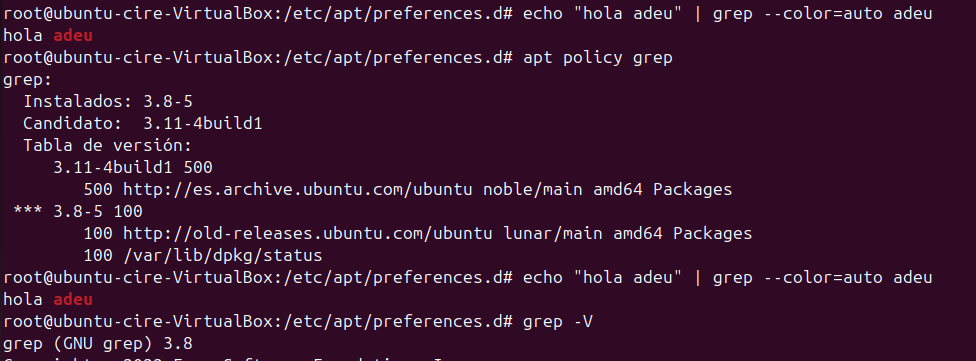 root@ubuntu-cire-VirtualBox:/etc/apt/preferences.d# echo "hola adeu" | grep --color=auto adeu
hola adeu
root@ubuntu-cire-VirtualBox:/etc/apt/preferences.d# apt policy grep
grep:
  Instalados: 3.8-5
  Candidato:  3.11-4build1
  Tabla de versión:
     3.11-4build1 500
        500 http://es.archive.ubuntu.com/ubuntu noble/main amd64 Packages
 *** 3.8-5 100
        100 http://old-releases.ubuntu.com/ubuntu lunar/main amd64 Packages
        100 /var/lib/dpkg/status
root@ubuntu-cire-VirtualBox:/etc/apt/preferences.d# echo "hola adeu" | grep --color=auto adeu
hola adeu
root@ubuntu-cire-VirtualBox:/etc/apt/preferences.d# grep -V
grep (GNU grep) 3.8